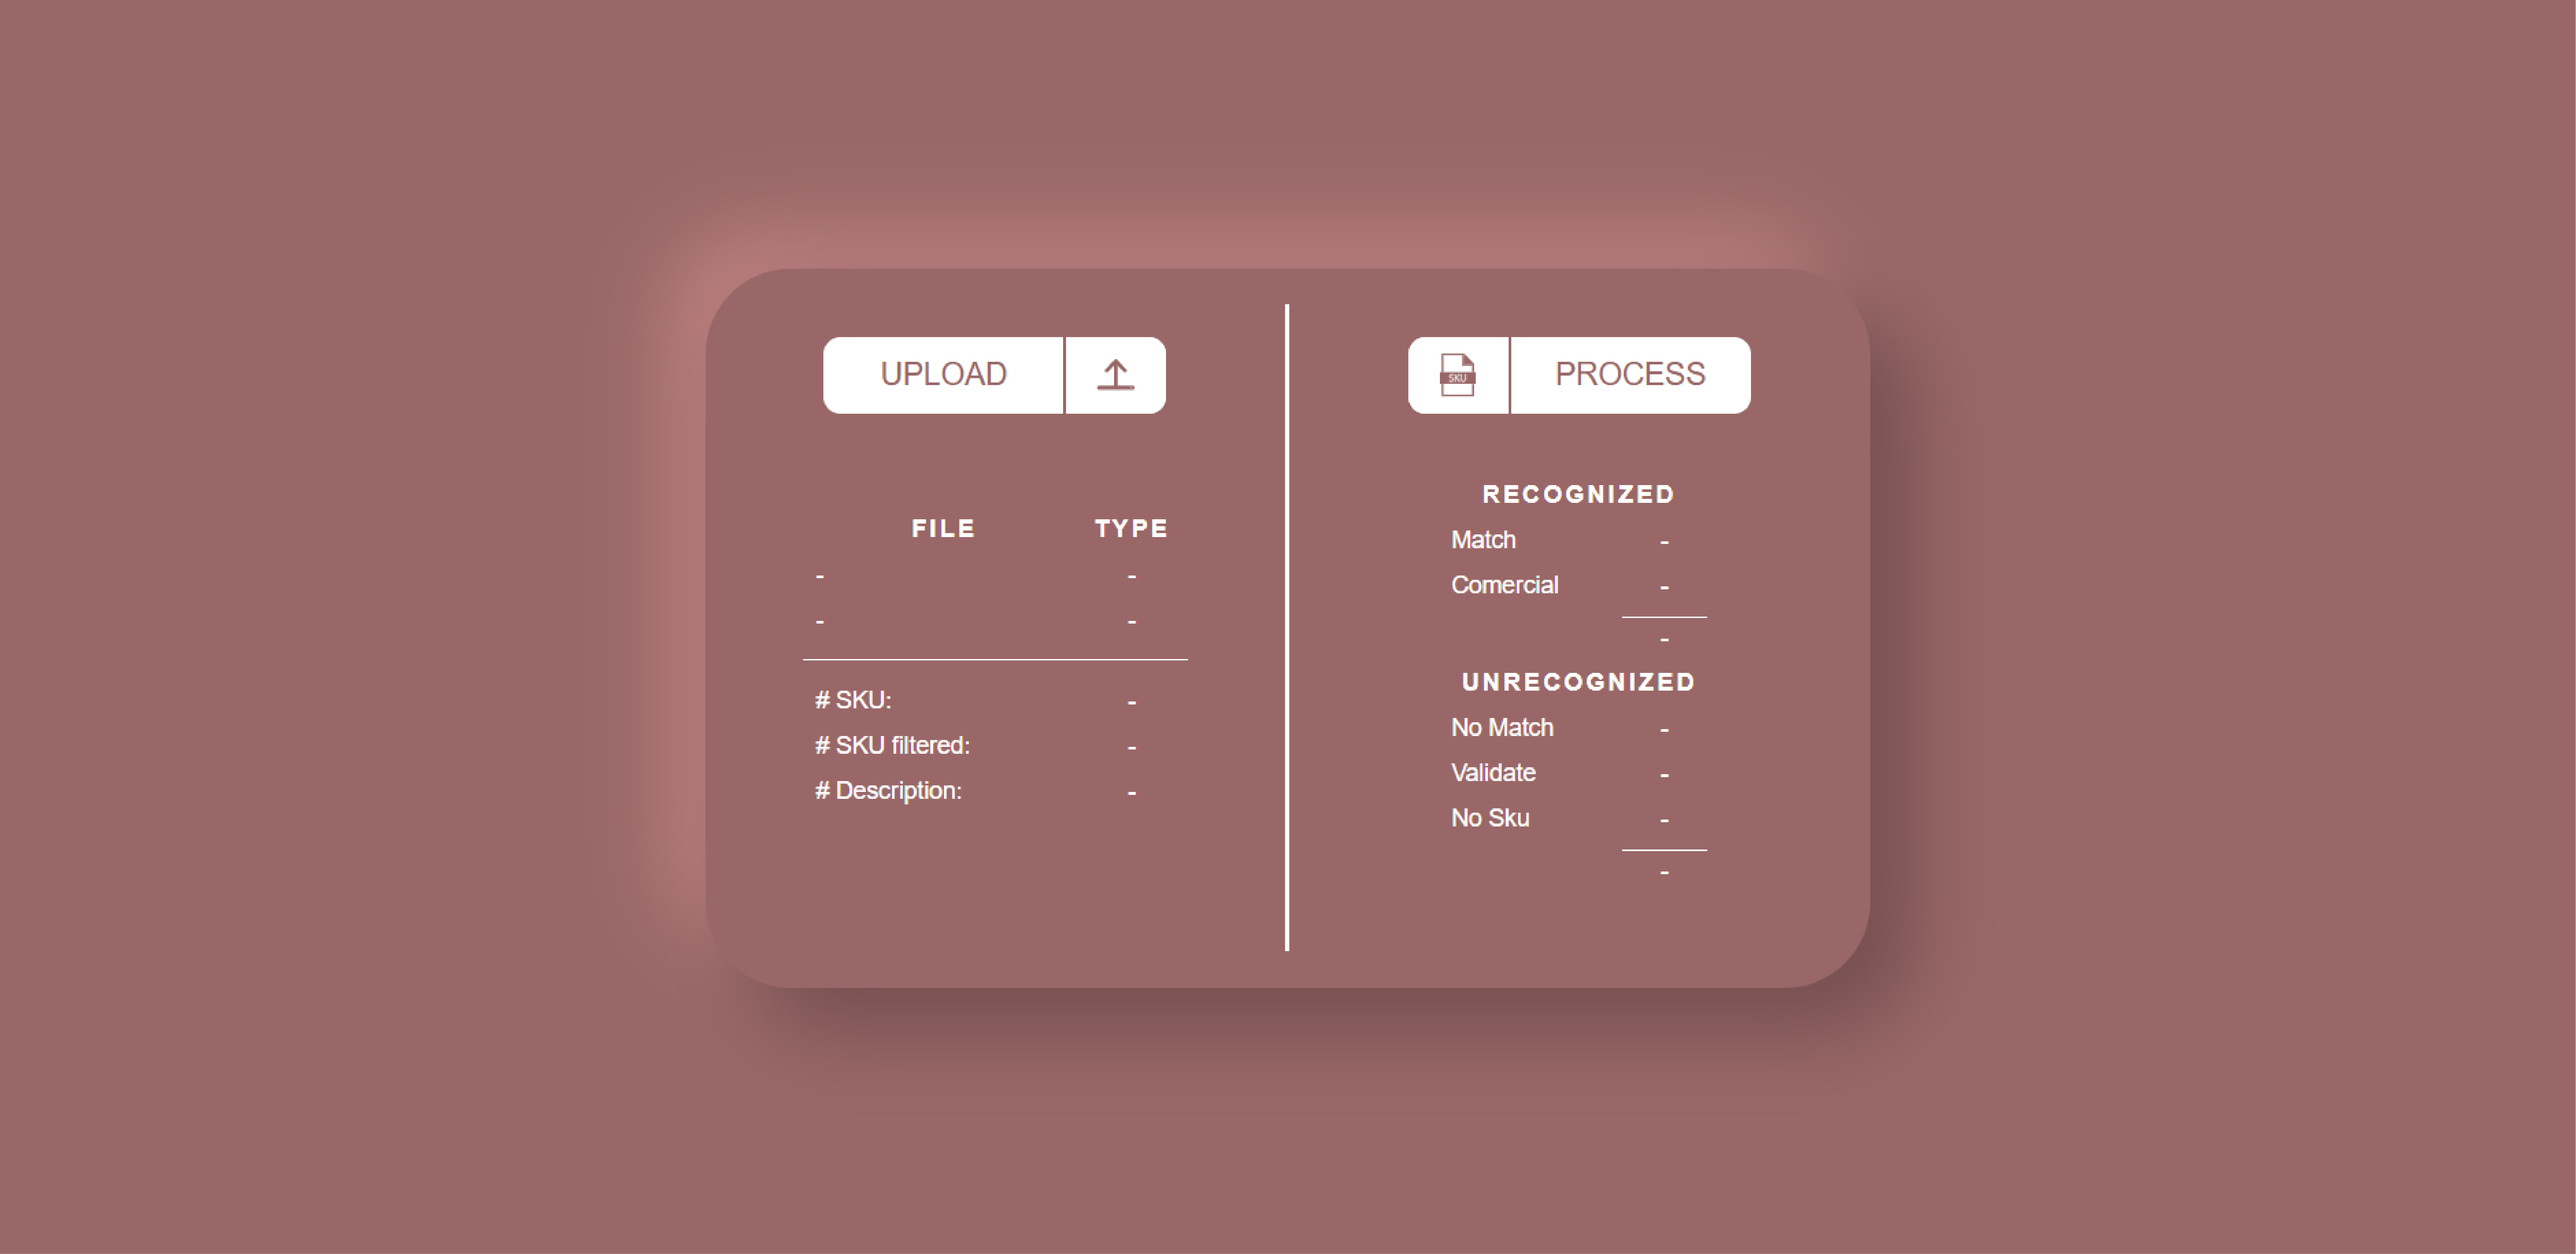 UPLOAD
FILE TYPE
- -
- -
# SKU: -
# SKU filtered: -
# Description: -
SKU PROCESS
RECOGNIZED
Match -
Comercial -
-
UNRECOGNIZED
No Match -
Validate -
No Sku -
-